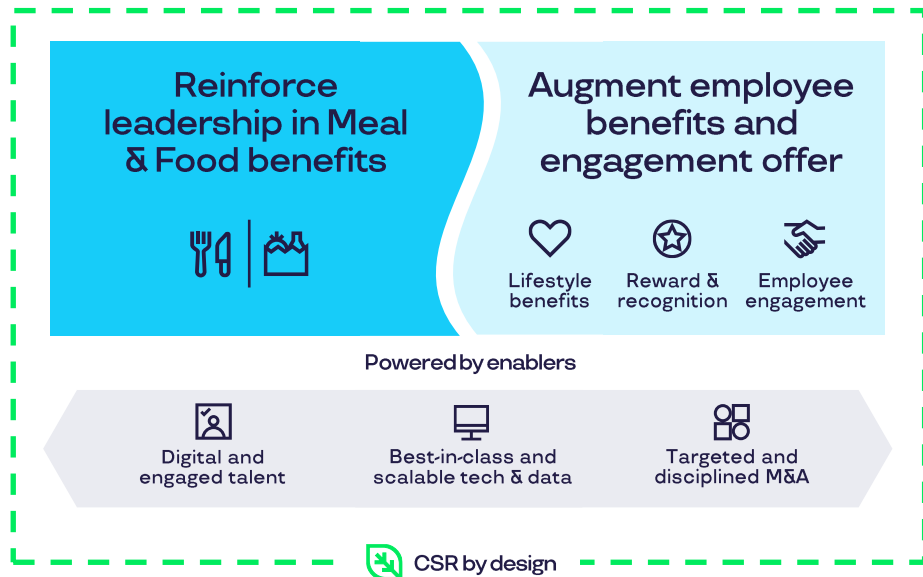 Reinforce
leadership in Meal
& Food benefits
Augment employee
benefits and
engagement offer
Lifestyle
benefits
Reward &
recognition
Employee
engagement
Powered by enablers
Digital and
engaged talent
Best-in-class and
scalable tech & data
Targeted and
disciplined M&A
CSR by design